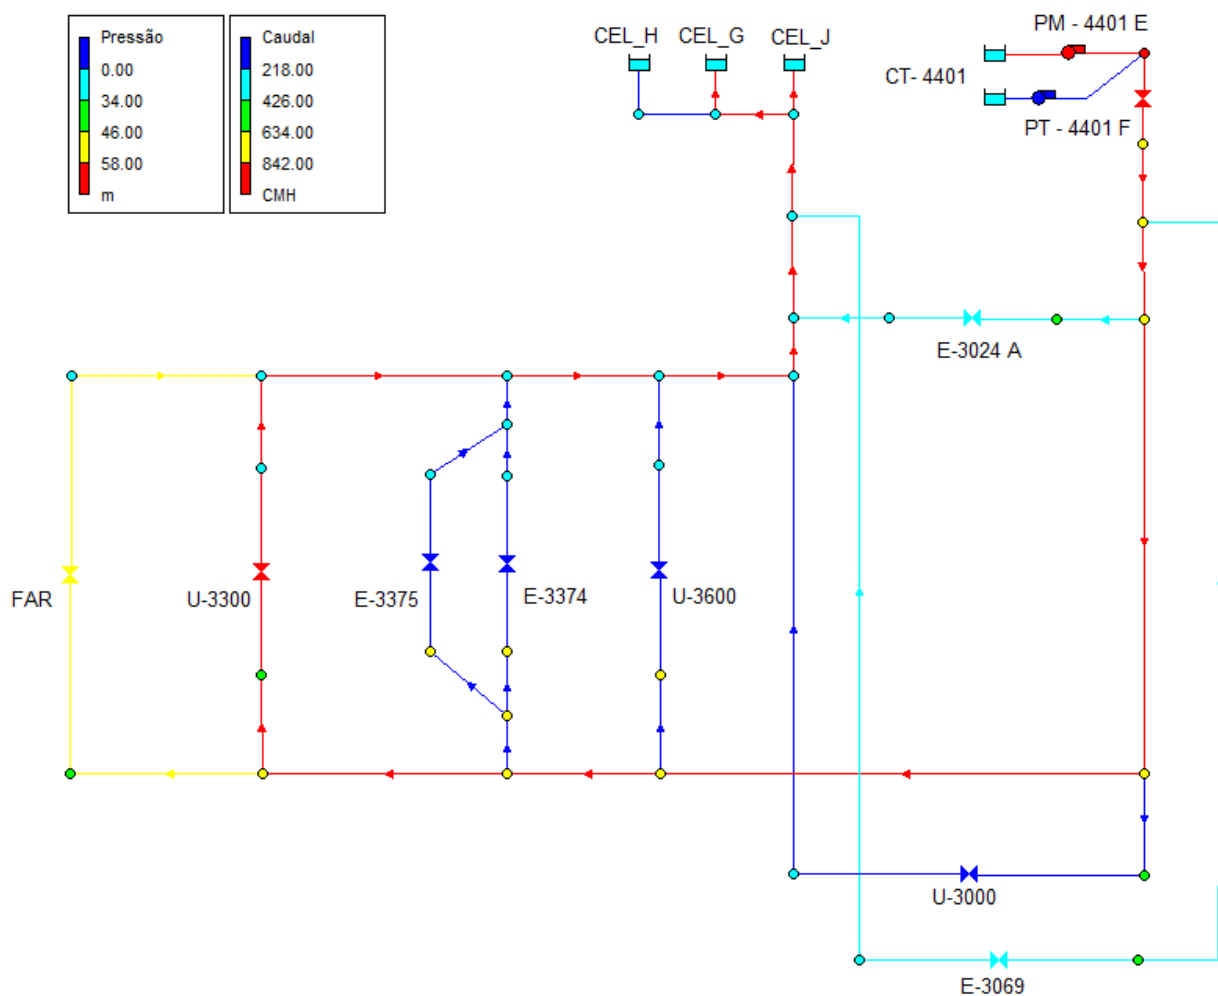 Pressão
0.00
34.00
46.00
58.00
m
Caudal
218.00
426.00
634.00
842.00
CMH
CEL_H
CEL_G
CEL_J
PM - 4401 E
CT- 4401
PT - 4401 F
E-3024 A
FAR
U-3300
E-3375
E-3374
U-3600
U-3000
E-3069